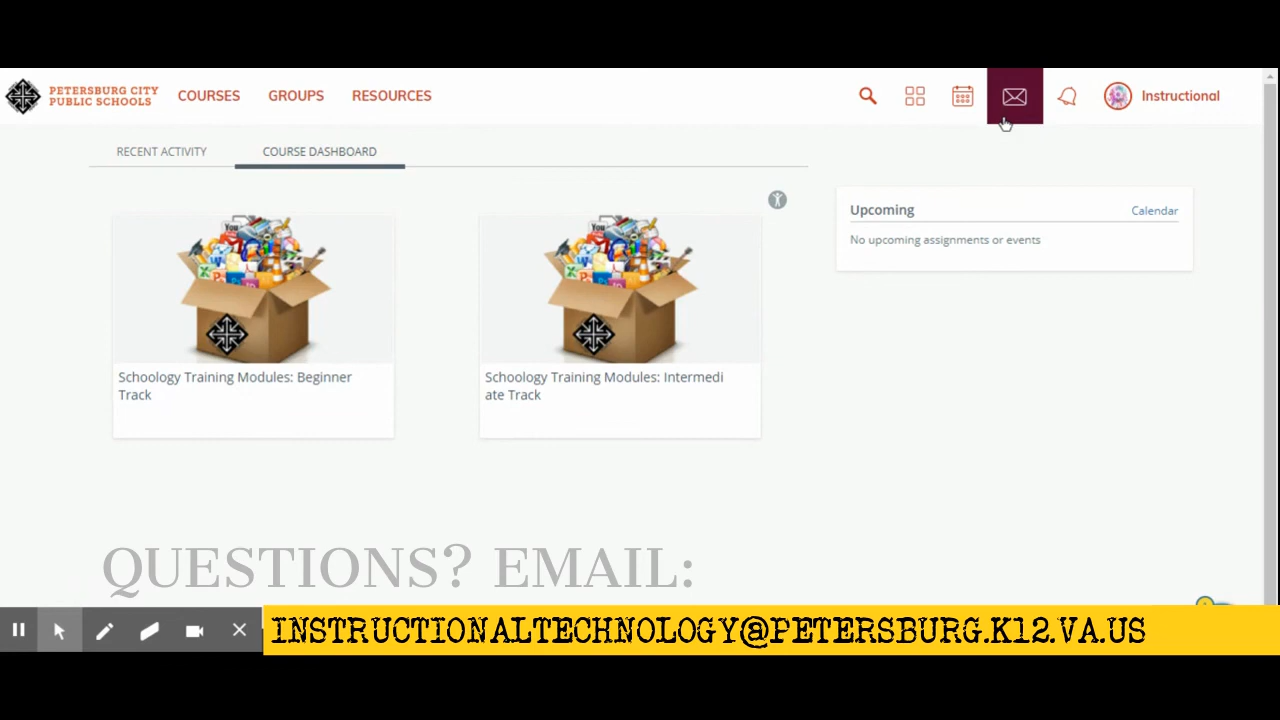 PETERSBURG CITY
PUBLIC SCHOOLS
COURSES GROUPS RESOURCES
Instructional
RECENT ACTIVITY COURSE DASHBOARD
Upcoming Calendar
No upcoming assignments or events
You
Schoology Training Modules: Beginner
Track
Schoology Training Modules: Intermedi
ate Track
QUESTIONS? EMAIL:
INSTRUCTIONALTECHNOLOGY@PETERSBURG.K12.VA.US